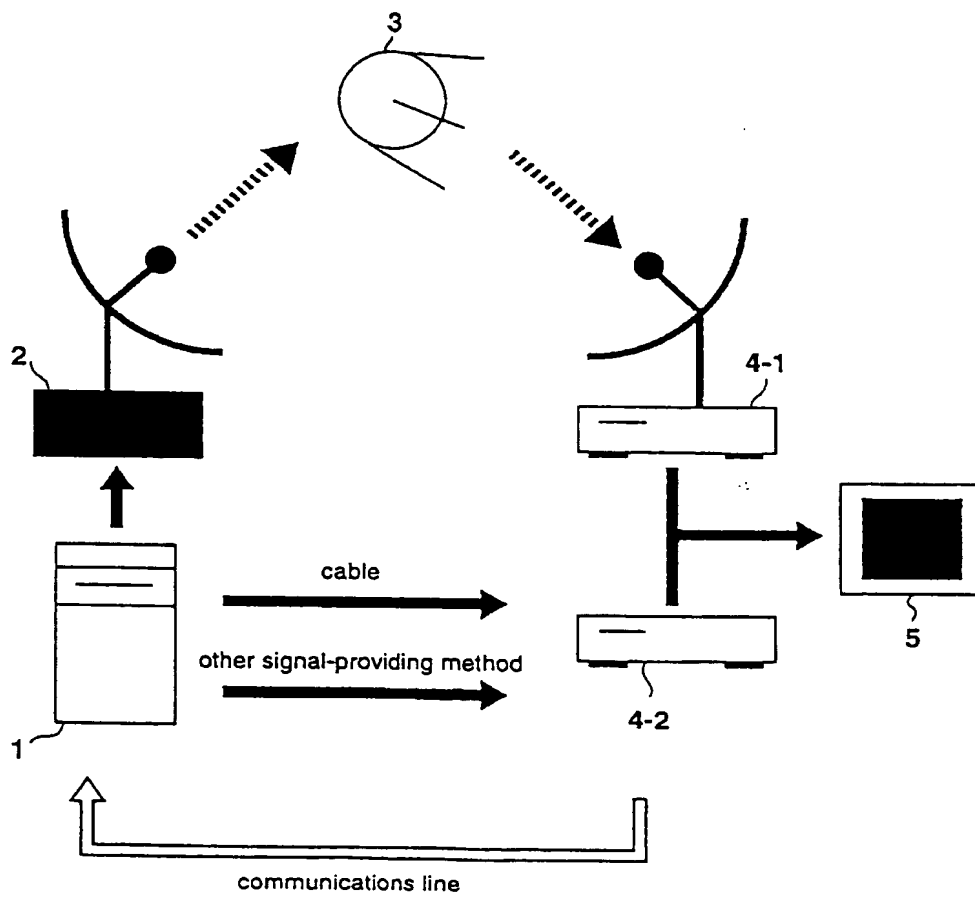 3
2
4-1
cable
other signal-providing method
5
4-2
1
communications line